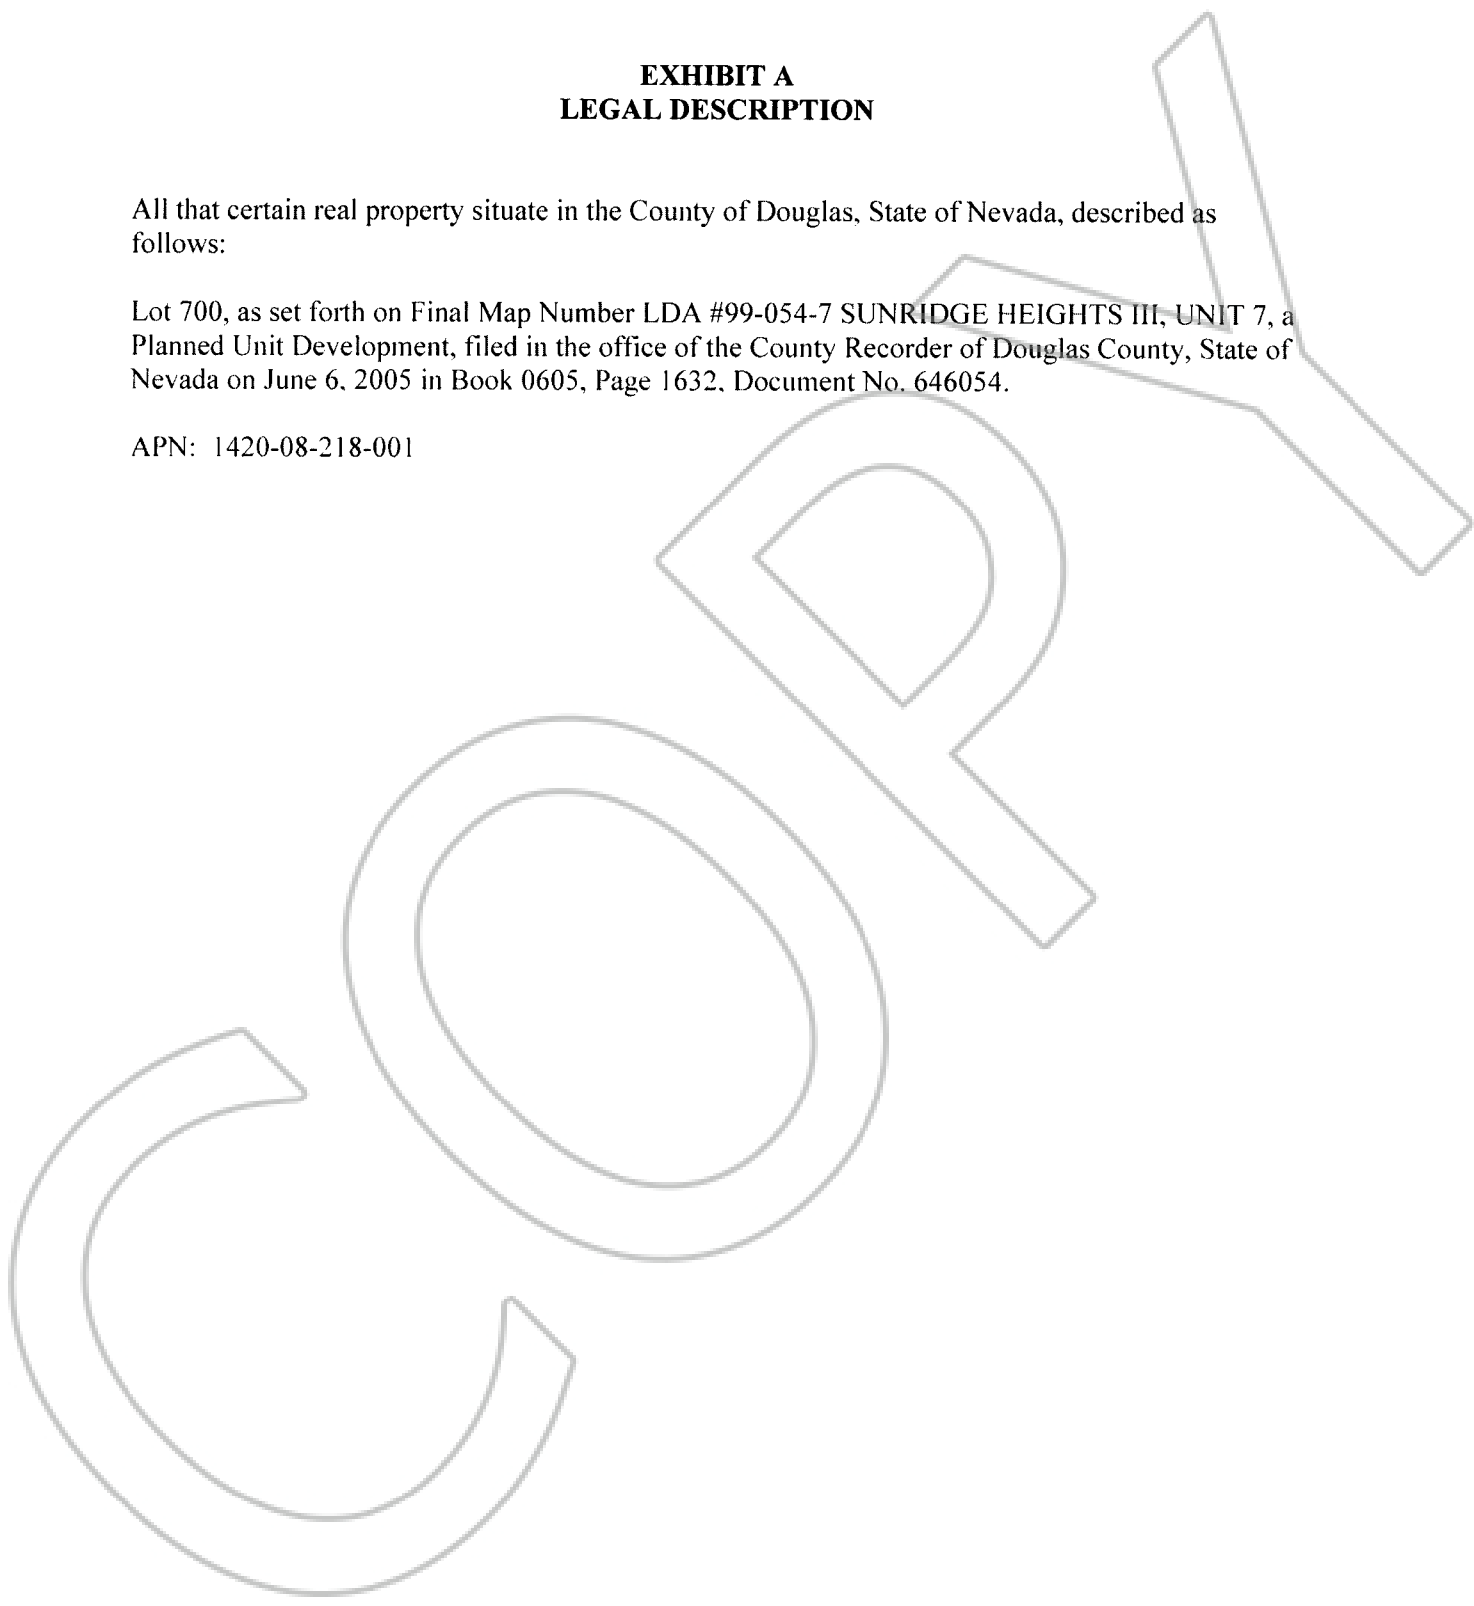 EXHIBIT A
LEGAL DESCRIPTION
All that certain real property situate in the County of Douglas, State of Nevada, described as
follows:
Lot 700, as set forth on Final Map Number LDA #99-054-7 SUNRIDGE HEIGHTS III, UNIT 7, a
Planned Unit Development, filed in the office of the County Recorder of Douglas County, State of
Nevada on June 6, 2005 in Book 0605, Page 1632, Document No. 646054.
APN: 1420-08-218-001
COPY